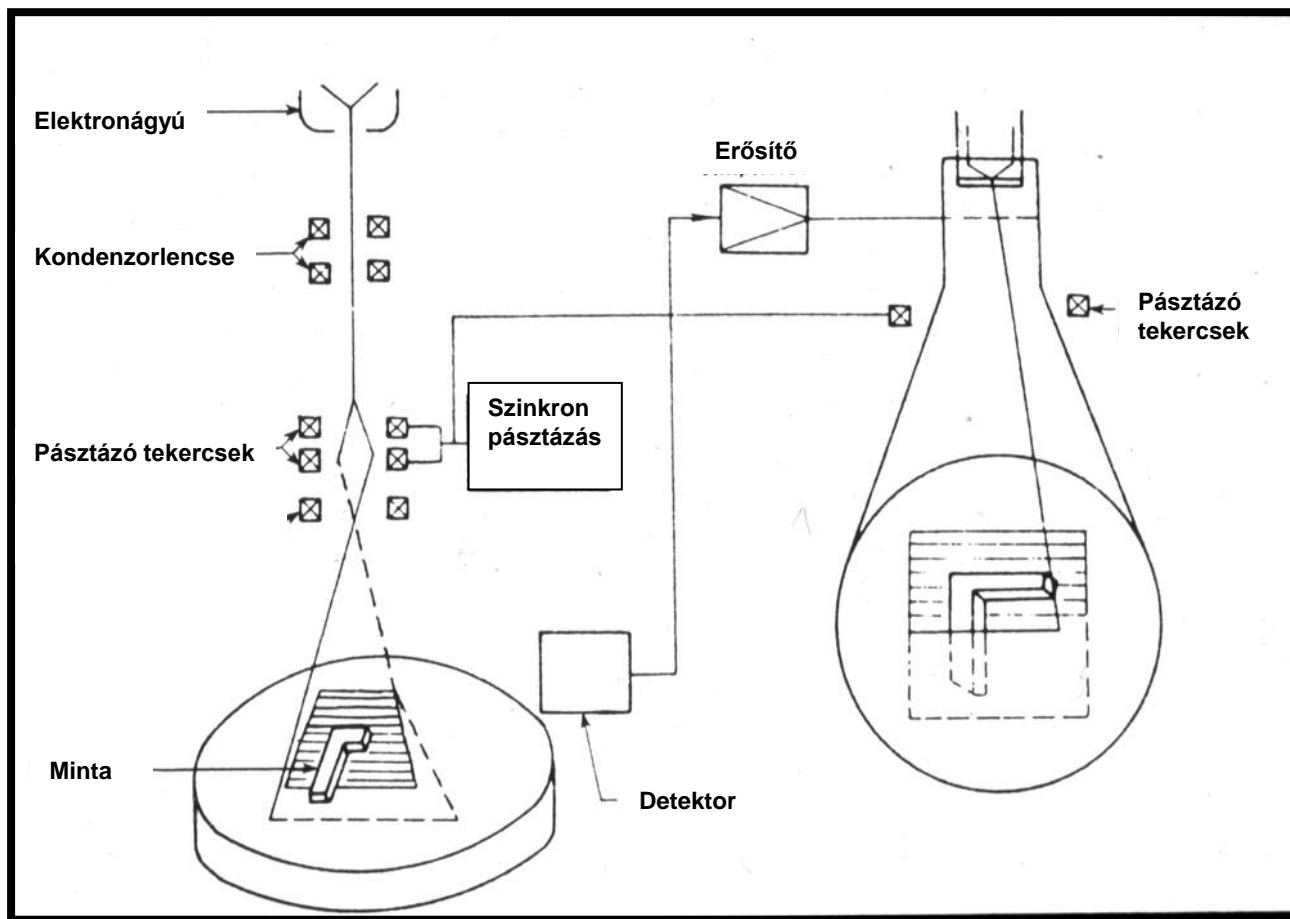 Elektronágyú
Erősítő
Kondenzorlencse
Pásztázó
tekercsek
Szinkron
pásztázás
Pásztázó tekercsek
Minta
Detektor